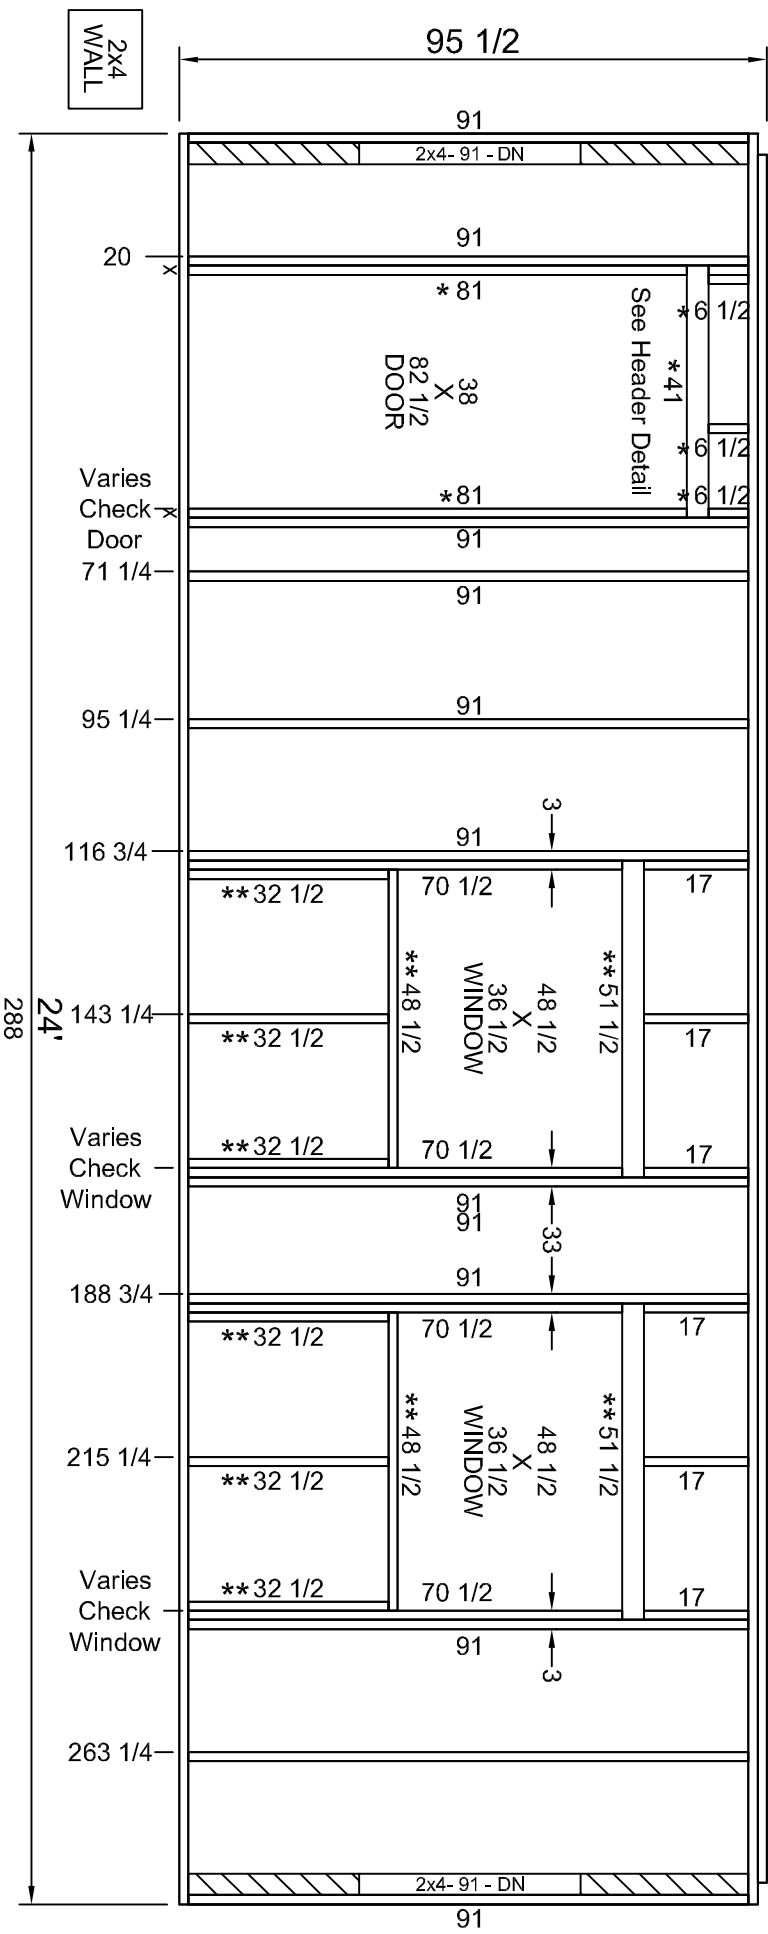 2x4
WALL
95 1/2
91
2x4- 91 - DN
91
20
x
* 81
*6 1/2
See Header Detail
*41
38
X
82 1/2
DOOR
*6 1/2
*81
*6 1/2
Varies
Check
Door
x
91
71 1/4
91
95 1/4
91
3
116 3/4
91
**32 1/2
70 1/2
17
**48 1/2
48 1/2
X
36 1/2
WINDOW
**51 1/2
24'
288
143 1/4
**32 1/2
17
Varies
Check
Window
**32 1/2
70 1/2
17
91
91
33
188 3/4
91
**32 1/2
70 1/2
17
**48 1/2
48 1/2
X
36 1/2
WINDOW
**51 1/2
215 1/4
**32 1/2
17
Varies
Check
Window
**32 1/2
70 1/2
17
91
3
263 1/4
2x4- 91 - DN
91